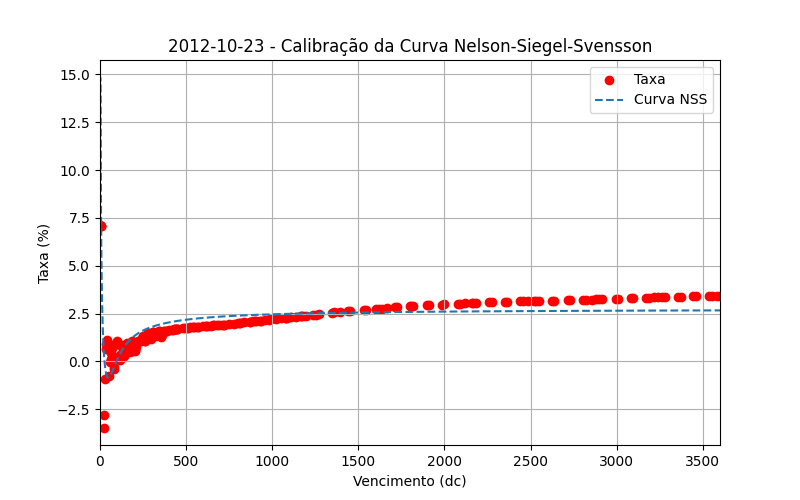 2012-10-23 - Calibração da Curva Nelson-Siegel-Svensson
Taxa
Curva NSS
15.0
12.5
10.0
7.5
5.0
2.5
0.0
−2.5
Taxa (%)
0 500 1000 1500 2000 2500 3000 3500
Vencimento (dc)